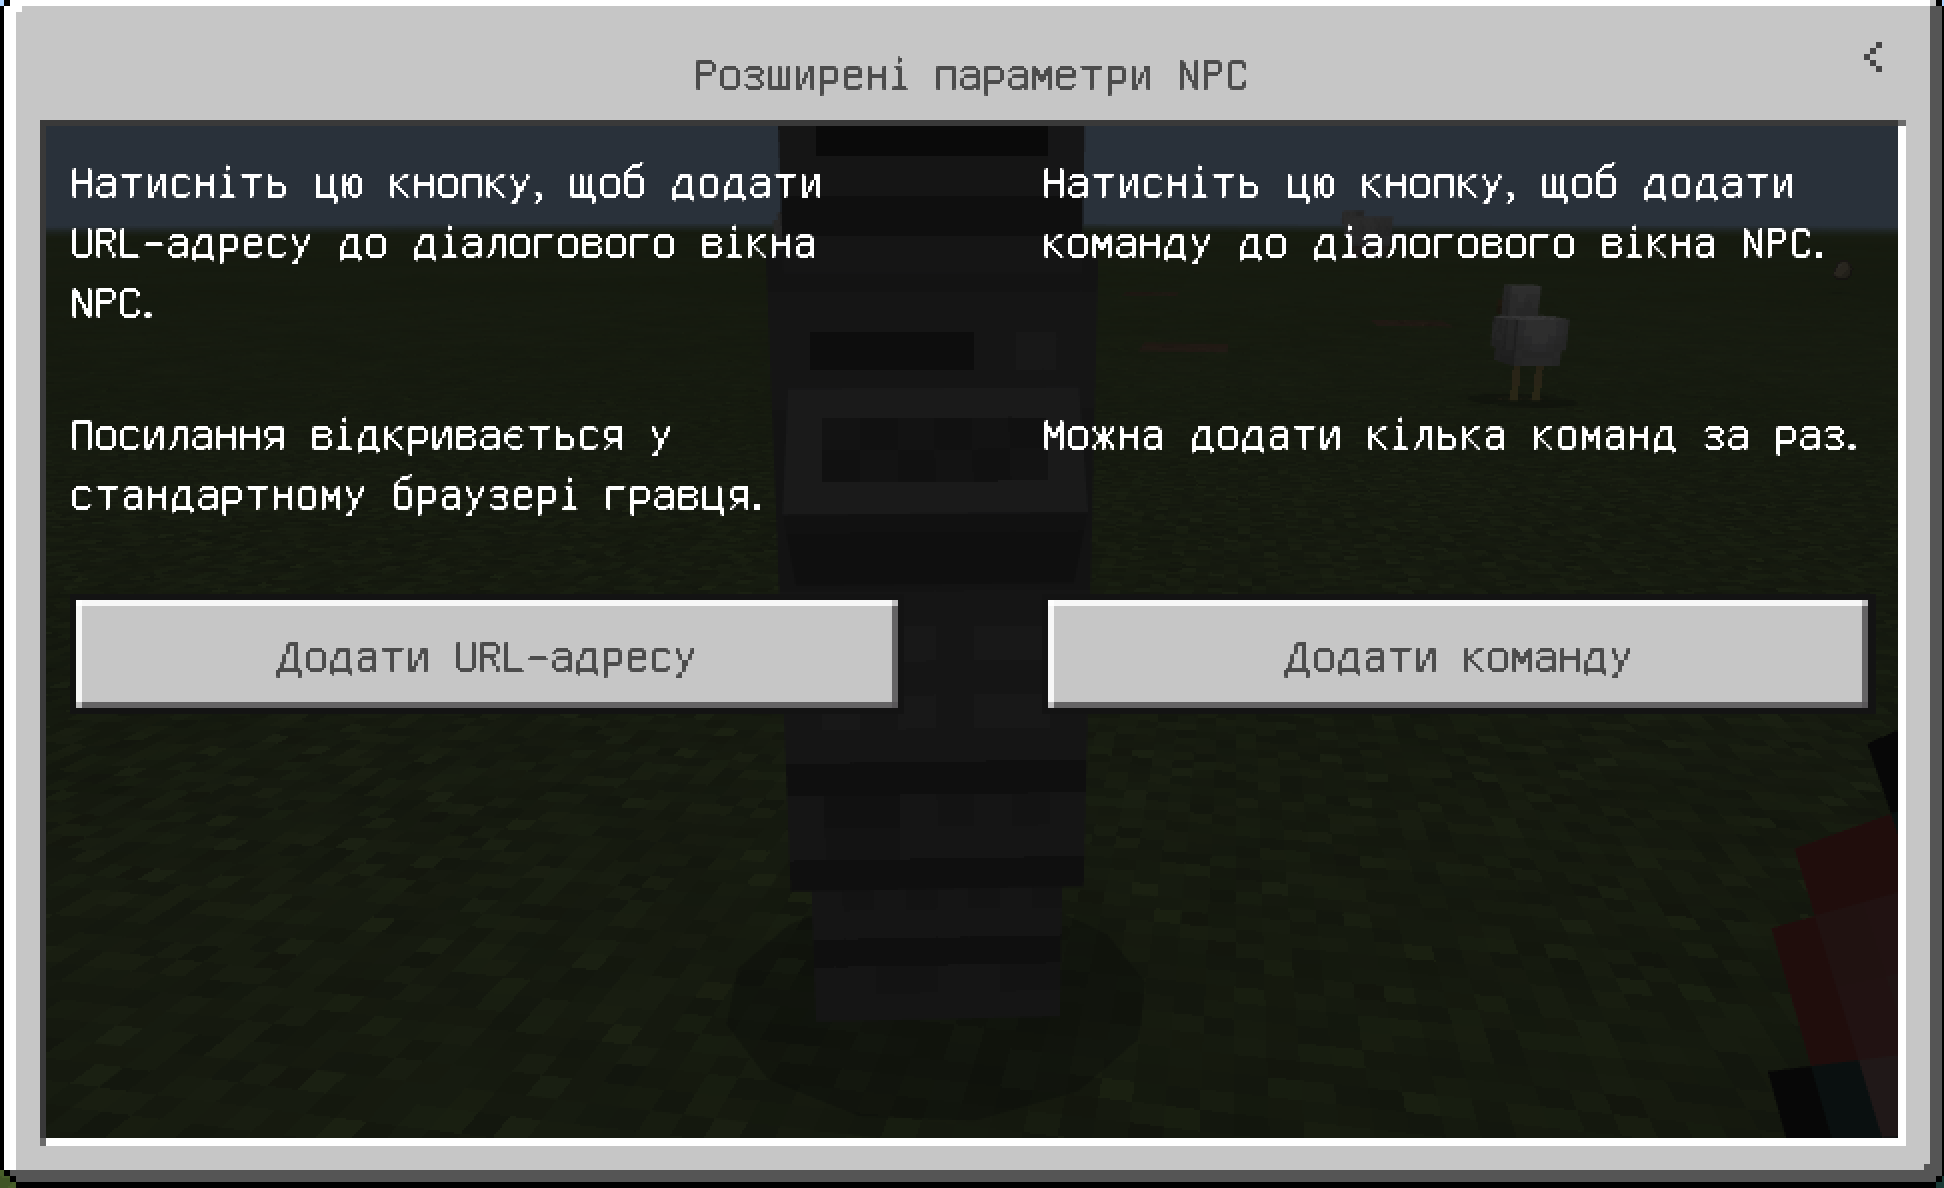 Розширені параметри NPC
Натисніть цю кнопку, щоб додати
URL-адресу до діалогового вікна
NPC.
Посилання відкривається у
стандартному браузері гравця.
Додати URL-адресу
Натисніть цю кнопку, щоб додати
команду до діалогового вікна NPC.
Можна додати кілька команд за раз.
Додати команду